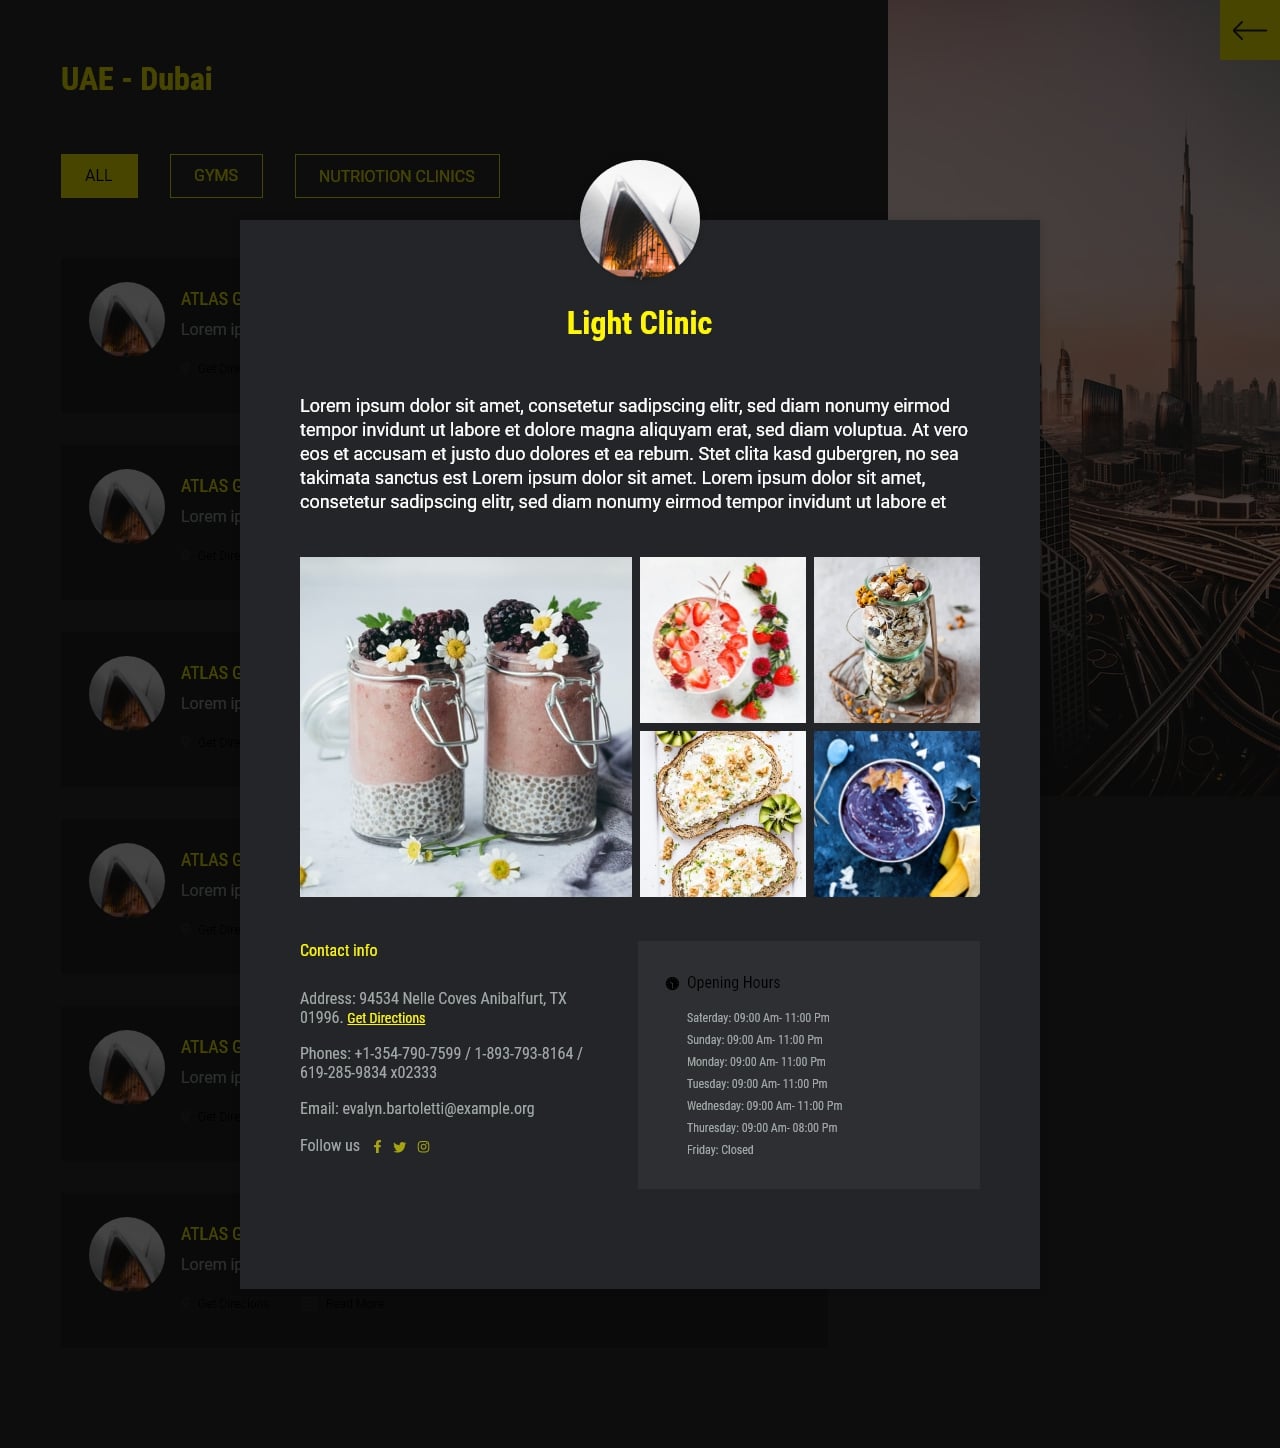 UAE - Dubai
ALL
GYMS
NUTRIOTION CLINICS
ATLAS G
Lorem ip
Get Dire
ATLAS G
Lorem ip
Get Dire
ATLAS G
Lorem ip
Get Dire
ATLAS G
Lorem ip
Get Dire
ATLAS G
Lorem ip
Get Dire
ATLAS G
Lorem ip
Get Direcions
Read More
Light Clinic
Lorem ipsum dolor sit amet, consetetur sadipscing elitr, sed diam nonumy eirmod
tempor invidunt ut labore et dolore magna aliquyam erat, sed diam voluptua. At vero
eos et accusam et justo duo dolores et ea rebum. Stet clita kasd gubergren, no sea
takimata sanctus est Lorem ipsum dolor sit amet. Lorem ipsum dolor sit amet,
consetetur sadipscing elitr, sed diam nonumy eirmod tempor invidunt ut labore et
Contact info
Address: 94534 Nelle Coves Anibalfurt, TX
01996. Get Directions
Phones: +1-354-790-7599 / 1-893-793-8164 /
619-285-9834 x02333
Email: evalyn.bartoletti@example.org
Follow us
Opening Hours
Saterday: 09:00 Am- 11:00 Pm
Sunday: 09:00 Am- 11:00 Pm
Monday: 09:00 Am- 11:00 Pm
Tuesday: 09:00 Am- 11:00 Pm
Wednesday: 09:00 Am- 11:00 Pm
Thuresday: 09:00 Am- 08:00 Pm
Friday: Closed